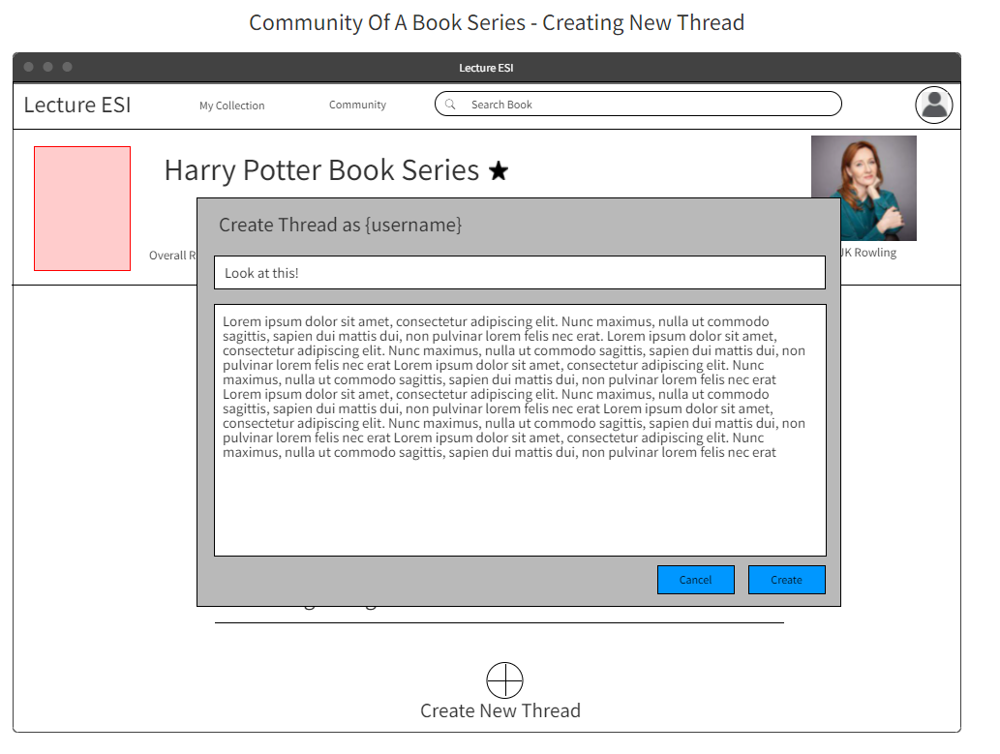 Community Of A Book Series - Creating New Thread
Lecture ESI
Lecture ESI
My Collection
Community
Search Book
Harry Potter Book Series
Overall R
JK Rowling
Create Thread as {username}
Look at this!
Lorem ipsum dolor sit amet, consectetur adipiscing elit. Nunc maximus, nulla ut commodo
sagittis, sapien dui mattis dui, non pulvinar lorem felis nec erat. Lorem ipsum dolor sit amet,
consectetur adipiscing elit. Nunc maximus, nulla ut commodo sagittis, sapien dui mattis dui, non
pulvinar lorem felis nec erat Lorem ipsum dolor sit amet, consectetur adipiscing elit. Nunc
maximus, nulla ut commodo sagittis, sapien dui mattis dui, non pulvinar lorem felis nec erat
Lorem ipsum dolor sit amet, consectetur adipiscing elit. Nunc maximus, nulla ut commodo
sagittis, sapien dui mattis dui, non pulvinar lorem felis nec erat Lorem ipsum dolor sit amet,
consectetur adipiscing elit. Nunc maximus, nulla ut commodo sagittis, sapien dui mattis dui, non
pulvinar lorem felis nec erat Lorem ipsum dolor sit amet, consectetur adipiscing elit. Nunc
maximus, nulla ut commodo sagittis, sapien dui mattis dui, non pulvinar lorem felis nec erat
Cancel
Create
Create New Thread